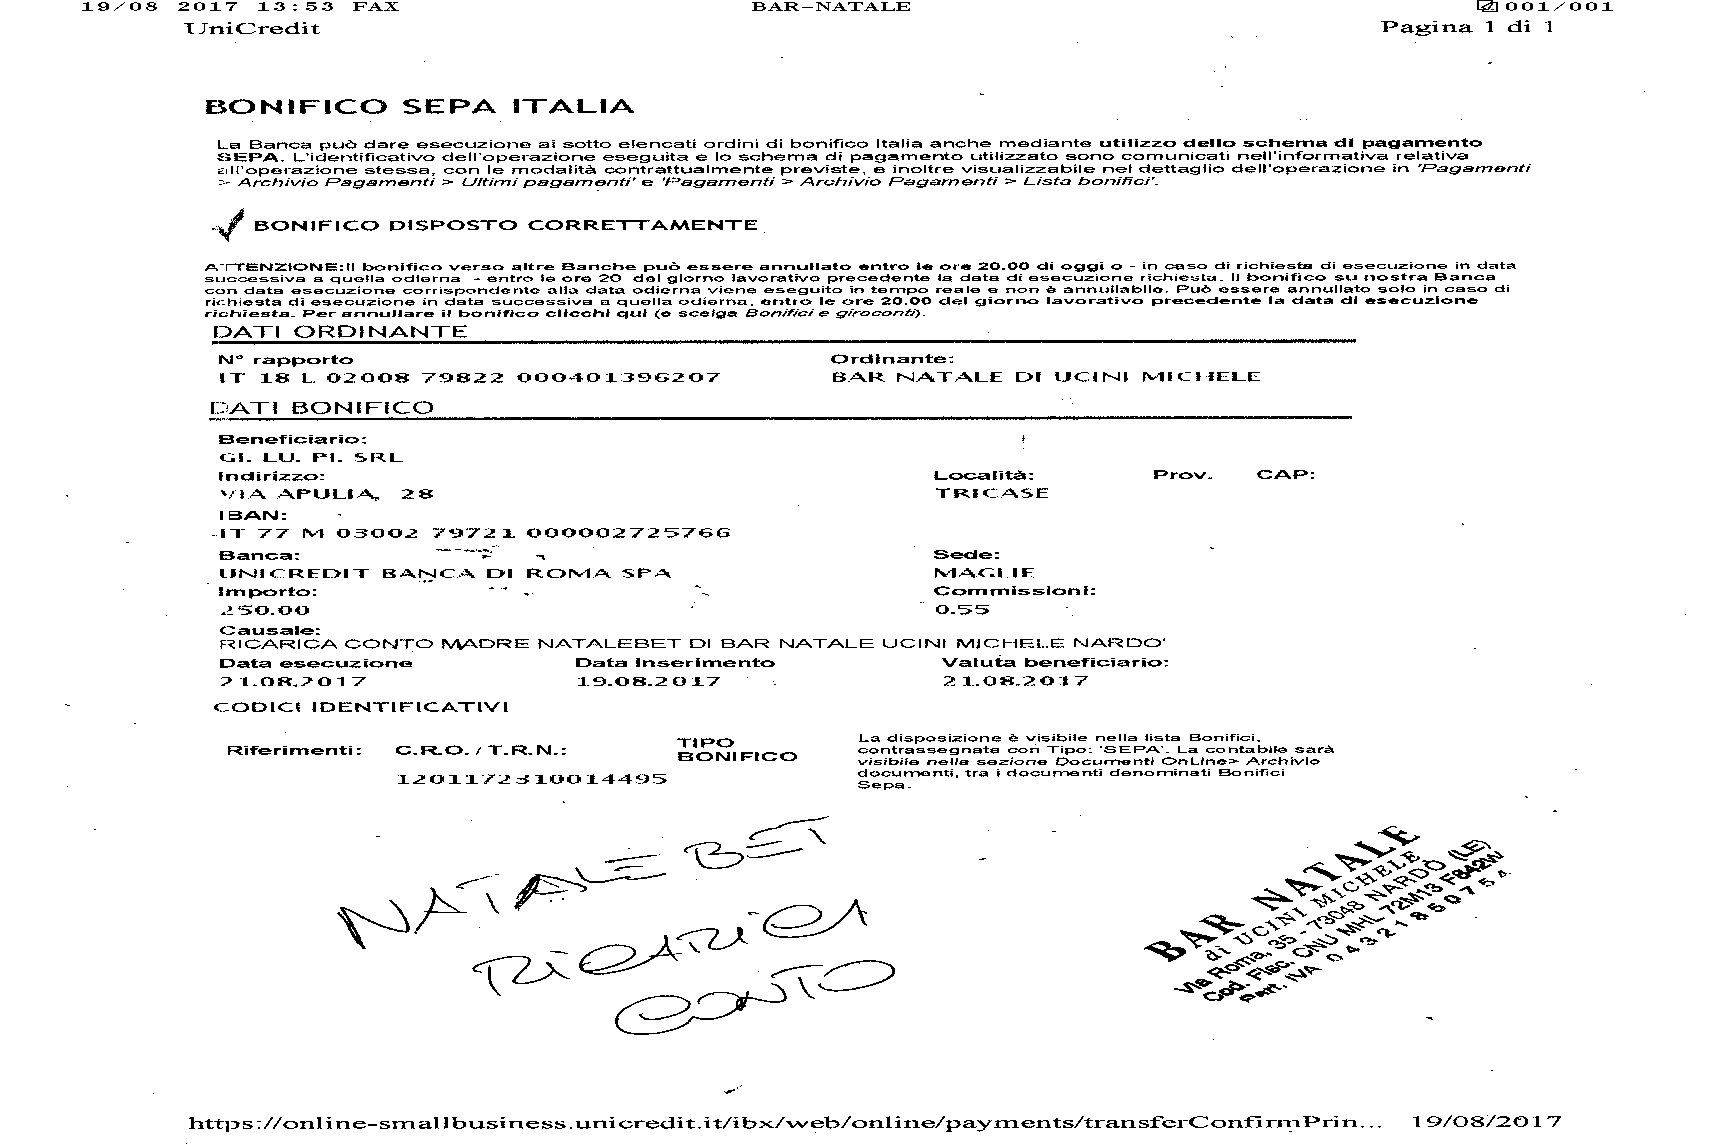 19/08 2017 13:53 FAX BAR-NATALE 001/001
UniCredit Pagina 1 di 1
BONIFICO SEPA ITALIA
La Banca può dare esecuzione ai sotto elencati ordini di bonifico Italia anche mediante utilizzo dello schema di pagamento
SEPA. L'identificativo dell'operazione eseguita e lo schema di pagamento utilizzato sono comunicati nell'informativa relativa
all'operazione stessa, con le modalità contrattualmente previste, e inoltre visualizzabile nel dettaglio dell'operazione in 'Pagamenti
> Archivio Pagamenti > Ultimi pagamenti' e 'Pagamenti > Archivio Pagamenti > Lista bonifici'.
BONIFICO DISPOSTO CORRETTAMENTE
ATTENZIONE:Il bonifico verso altre Banche può essere annullato entro le ore 20.00 di oggi o - in caso di richiesta di esecuzione in data
successiva a quella odierna - entro le ore 20 del giorno lavorativo precedente la data di esecuzione richiesta. Il bonifico su nostra Banca
con data esecuzione corrispondente alla data odierna viene eseguito in tempo reale e non è annullabile. Può essere annullato solo in caso di
richiesta di esecuzione in data successiva a quella odierna, entro le ore 20.00 del giorno lavorativo precedente la data di esecuzione
richiesta. Per annullare il bonifico clicchi qui (e scelga Bonifici e giroconti).
DATI ORDINANTE
N° rapporto Ordinante:
IT 18 L 02008 79822 000401396207 BAR NATALE DI UCINI MICHELE
DATI BONIFICO
Beneficiario:
GI. LU. PI. SRL
Indirizzo: Località: Prov. CAP:
VIA APULIA, 28 TRICASE
IBAN:
IT 77 M 03002 79721 000002725766
Banca: Sede:
UNICREDIT BANCA DI ROMA SPA MAGLIE
Importo: Commissioni:
250.00 0.55
Causale:
RICARICA CONTO MADRE NATALEBET DI BAR NATALE UCINI MICHELE NARDO'
Data esecuzione Data inserimento Valuta beneficiario:
21.08.2017 19.08.2017 21.08.2017
CODICI IDENTIFICATIVI
Riferimenti: C.R.O. / T.R.N.: TIPO BONIFICO
1201172310014495
La disposizione è visibile nella lista Bonifici,
contrassegnata con Tipo: 'SEPA'. La contabile sarà
visibile nella sezione Documenti OnLine> Archivio
documenti, tra i documenti denominati Bonifici
Sepa.
NATALE BET
RICARICA
CONTO
BAR NATALE
di UCINI MICHELE
Via Roma, 35 - 73048 NARDÒ (LE)
Cod. Fisc. CNU MHL 72M13 F842W
Part. IVA 04321850754
https://online-smallbusiness.unicredit.it/ibx/web/online/payments/transferConfirmPrin... 19/08/2017